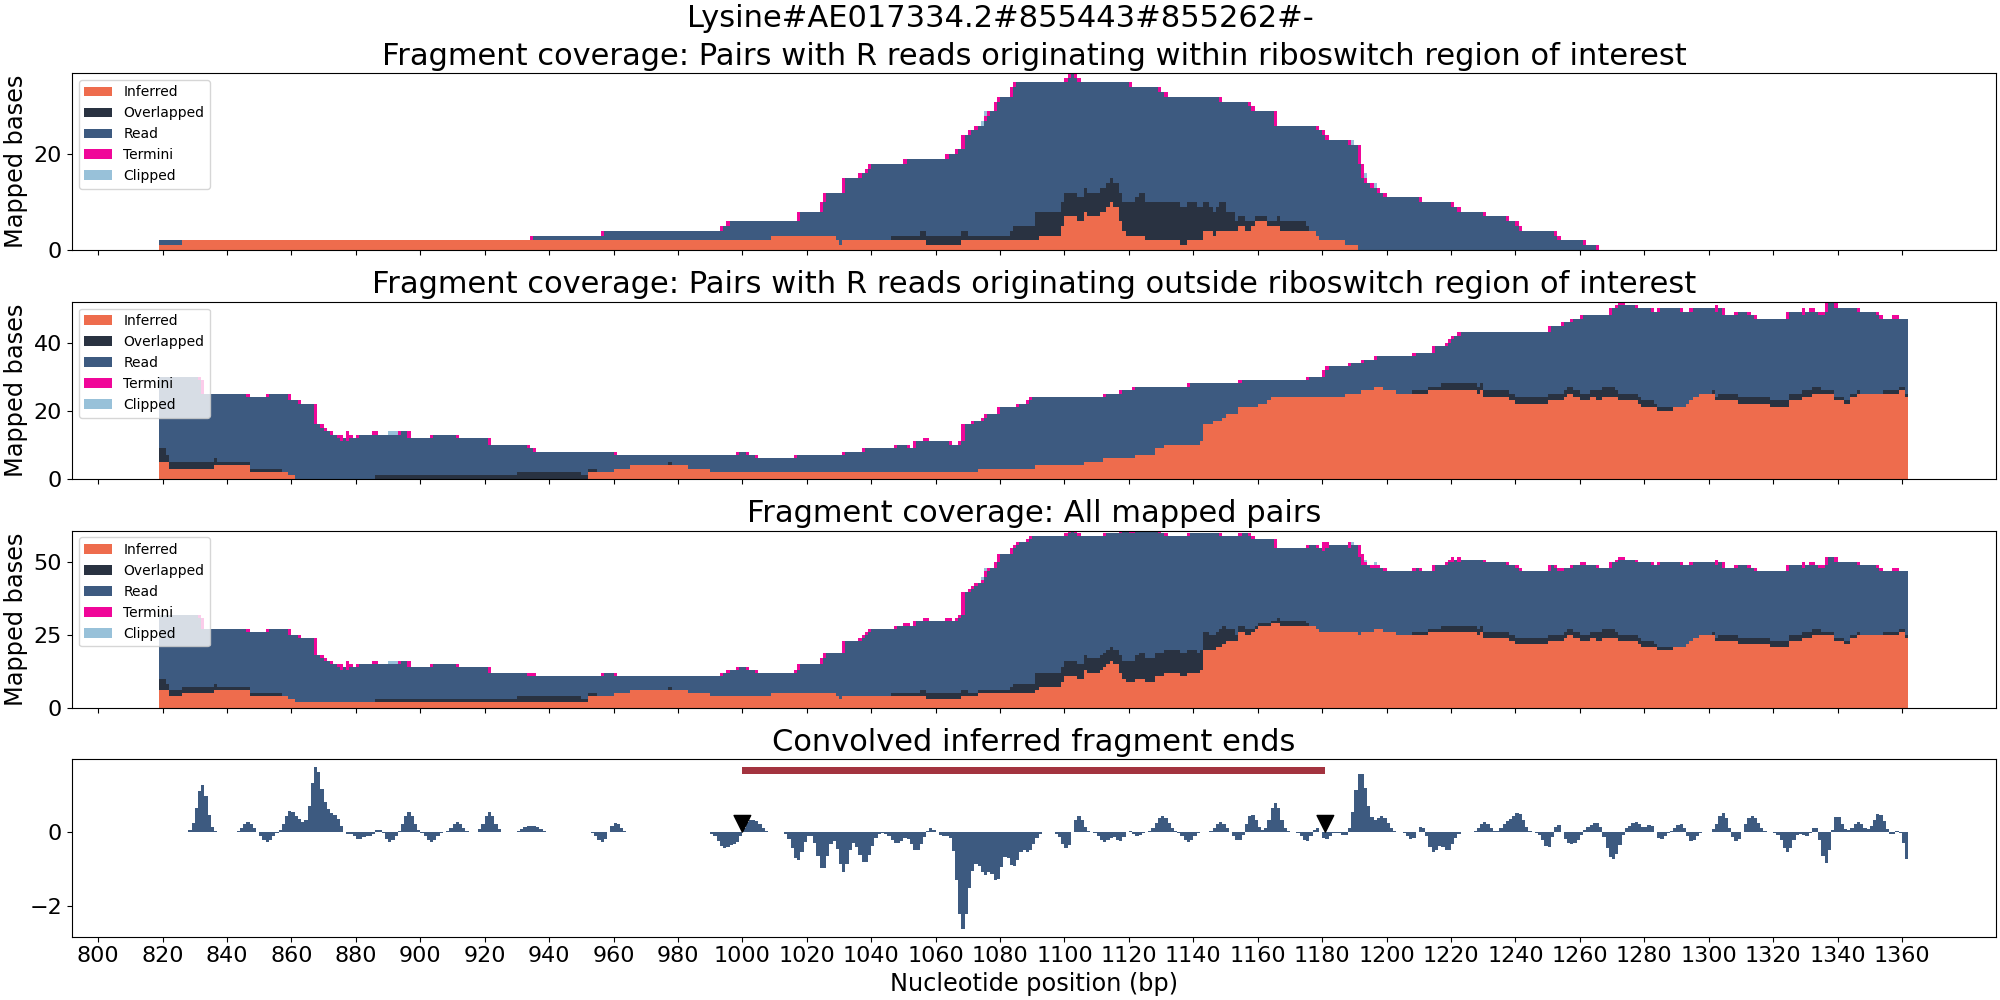 Lysine#AE017334.2#855443#855262#-
Fragment coverage: Pairs with R reads originating within riboswitch region of interest
Mapped bases
20
0
Inferred
Overlapped
Read
Termini
Clipped
Fragment coverage: Pairs with R reads originating outside riboswitch region of interest
Mapped bases
40
20
0
Inferred
Overlapped
Read
Termini
Clipped
Fragment coverage: All mapped pairs
Mapped bases
50
25
0
Inferred
Overlapped
Read
Termini
Clipped
Convolved inferred fragment ends
0
−2
800 820 840 860 880 900 920 940 960 980 1000 1020 1040 1060 1080 1100 1120 1140 1160 1180 1200 1220 1240 1260 1280 1300 1320 1340 1360
Nucleotide position (bp)